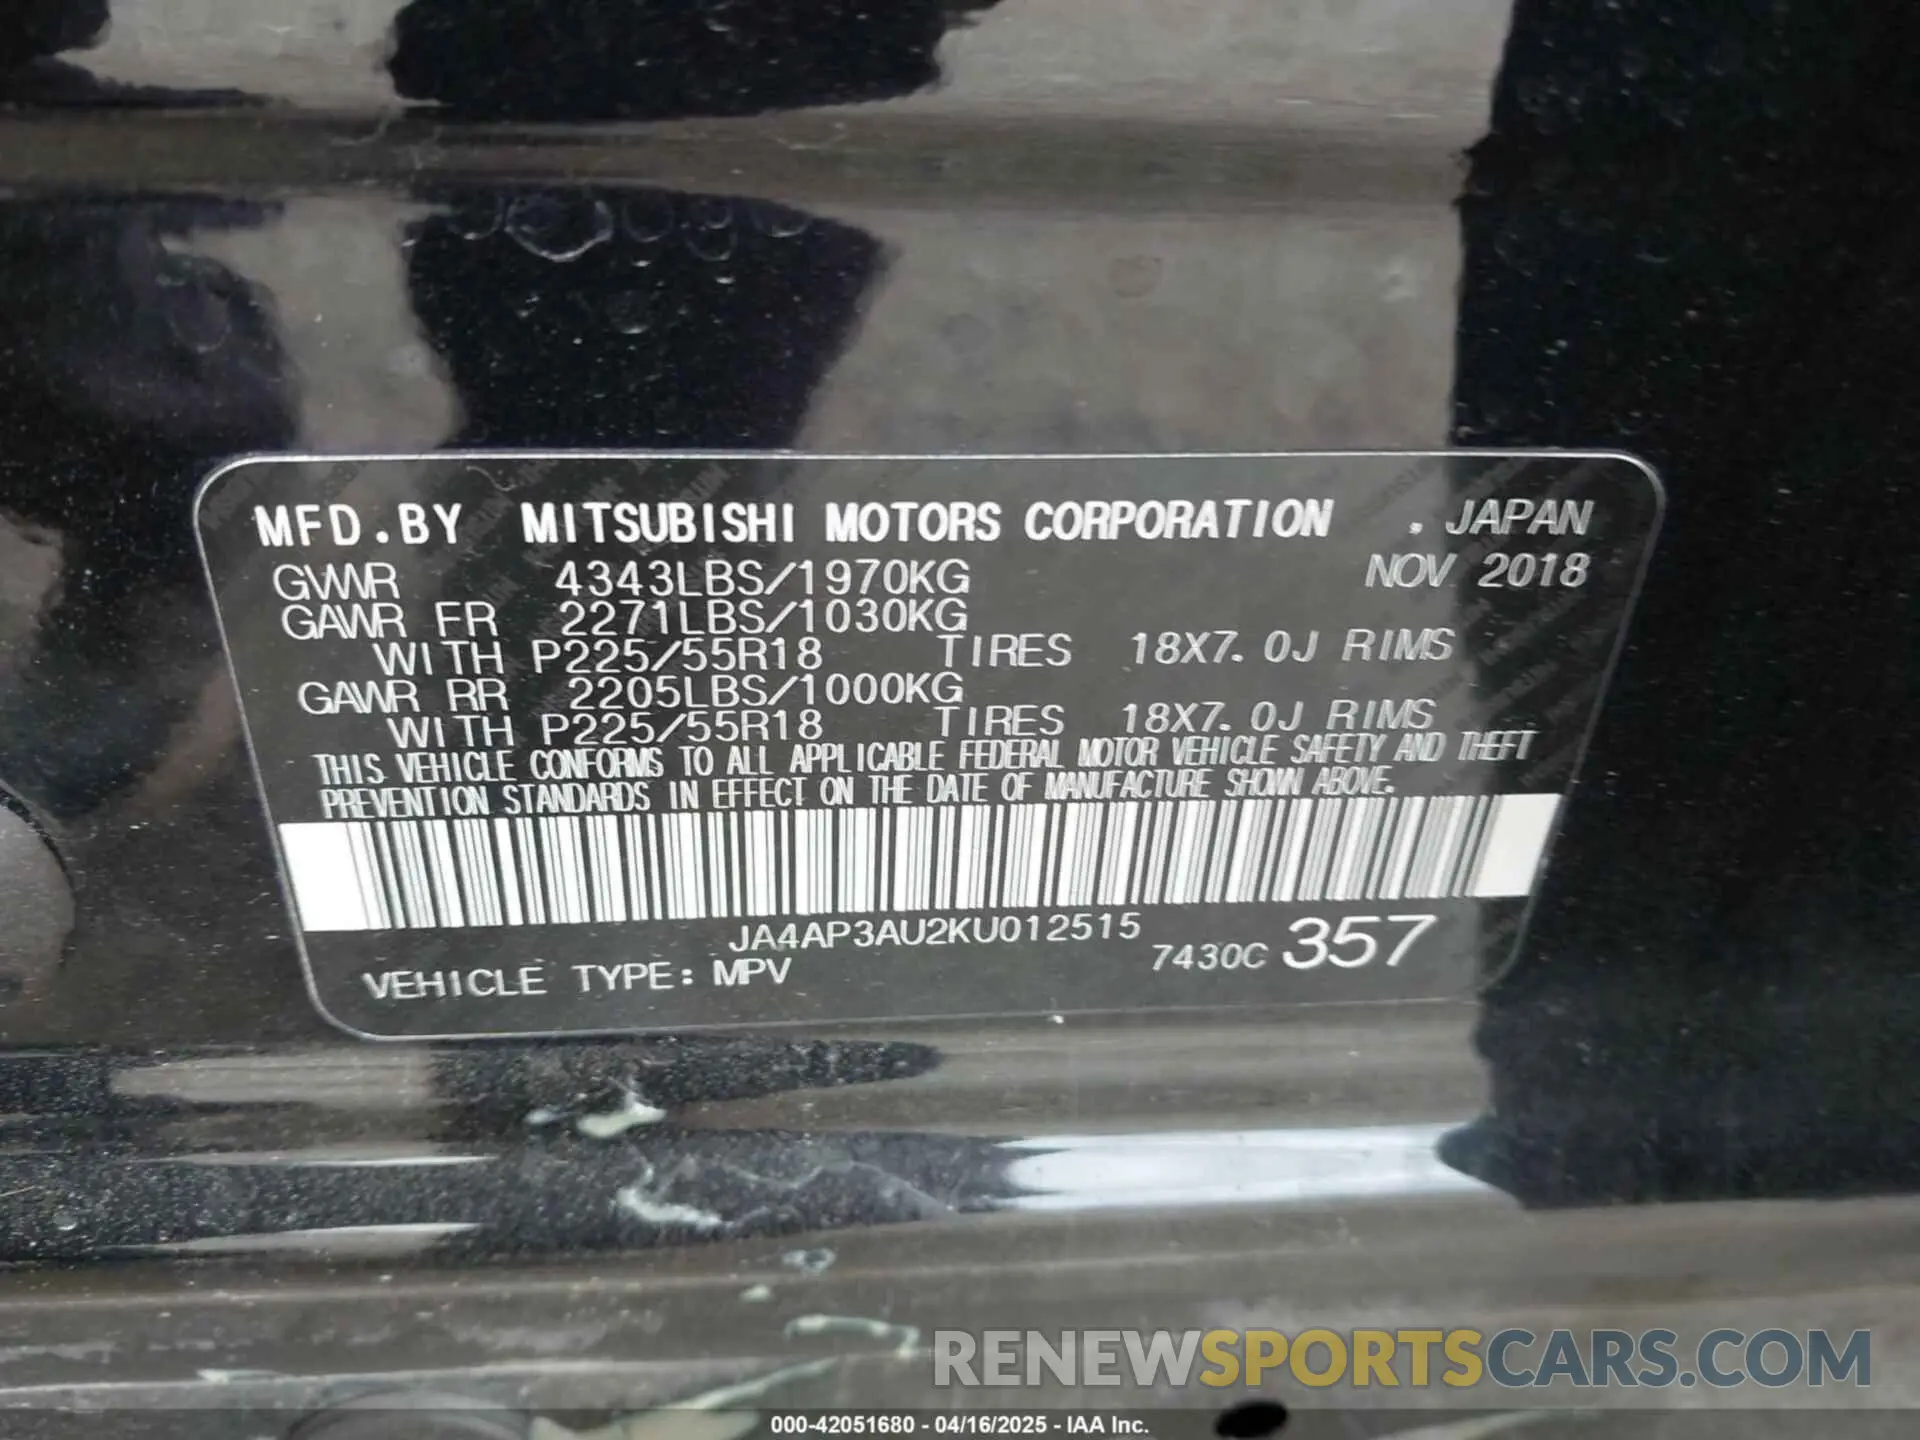 MFD.BY MITSUBISHI MOTORS CORPORATION . JAPAN
GVWR 4343LBS/1970KG NOV 2018
GAWR FR 2271LBS/1030KG
WITH P225/55R18 TIRES 18X7.0J RIMS
GAWR RR 2205LBS/1000KG
WITH P225/55R18 TIRES 18X7.0J RIMS
THIS VEHICLE CONFORMS TO ALL APPLICABLE FEDERAL MOTOR VEHICLE SAFETY AND THEFT
PREVENTION STANDARDS IN EFFECT ON THE DATE OF MANUFACTURE SHOWN ABOVE.
JA4AP3AU2KU012515
VEHICLE TYPE: MPV 7430C 357
RENEWSPORTSCARS.COM
000-42051680 - 04/16/2025 - IAA Inc.